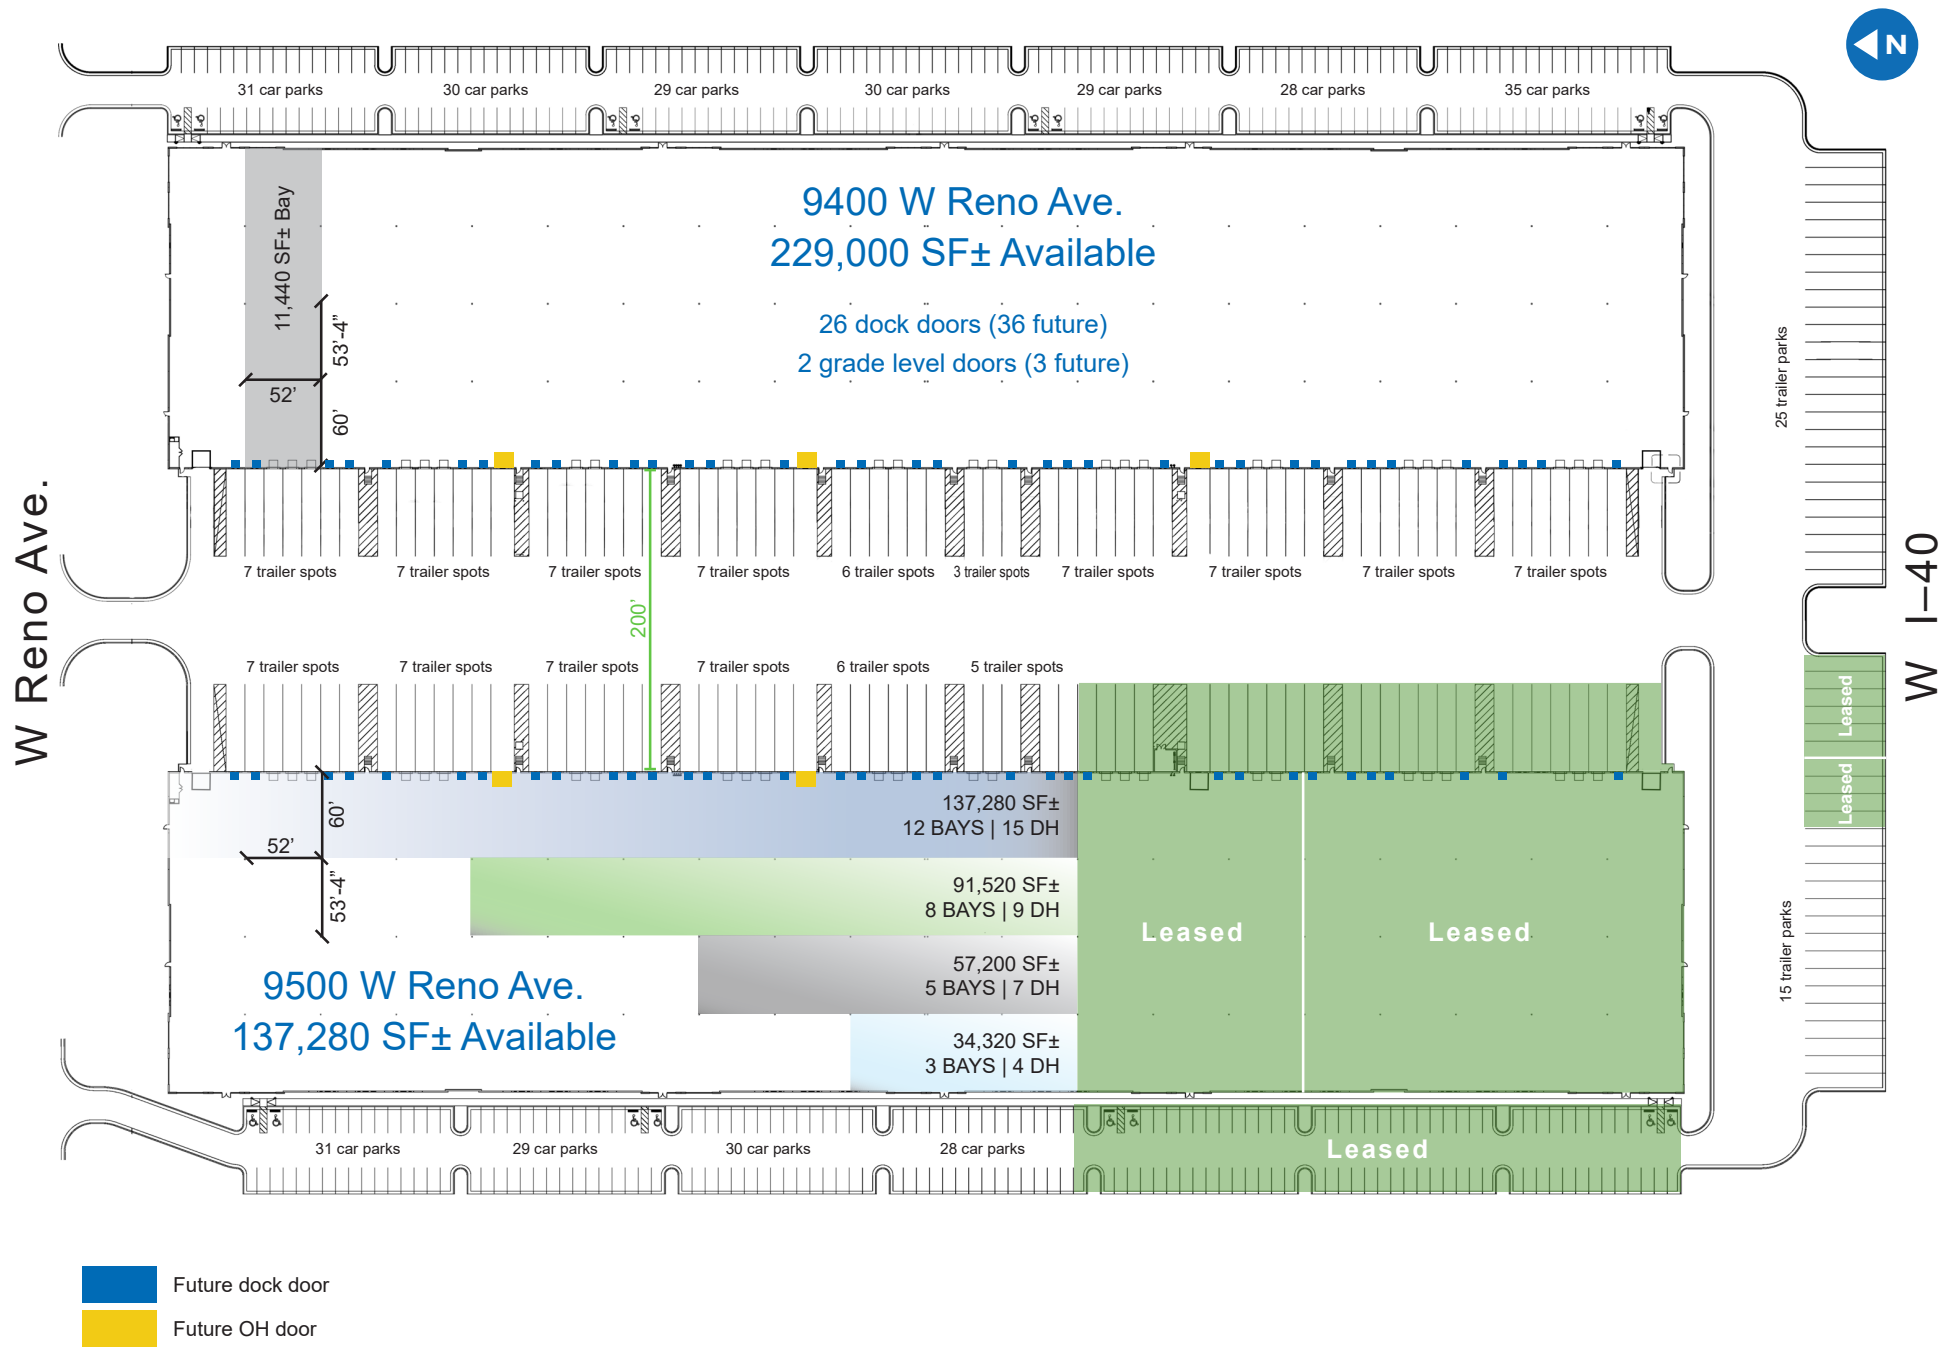 N
31 car parks
30 car parks
29 car parks
30 car parks
29 car parks
28 car parks
35 car parks
11,440 SF± Bay
53'-4”
52’
60’
9400 W Reno Ave.
229,000 SF± Available
26 dock doors (36 future)
2 grade level doors (3 future)
25 trailer parks
W Reno Ave.
W I–40
7 trailer spots
7 trailer spots
7 trailer spots
7 trailer spots
6 trailer spots
3 trailer spots
7 trailer spots
7 trailer spots
7 trailer spots
7 trailer spots
200’
7 trailer spots
7 trailer spots
7 trailer spots
7 trailer spots
6 trailer spots
5 trailer spots
Leased
Leased
60’
52’
53'-4”
137,280 SF±
12 BAYS | 15 DH
91,520 SF±
8 BAYS | 9 DH
57,200 SF±
5 BAYS | 7 DH
34,320 SF±
3 BAYS | 4 DH
Leased
Leased
15 trailer parks
9500 W Reno Ave.
137,280 SF± Available
31 car parks
29 car parks
30 car parks
28 car parks
Leased
Future dock door
Future OH door